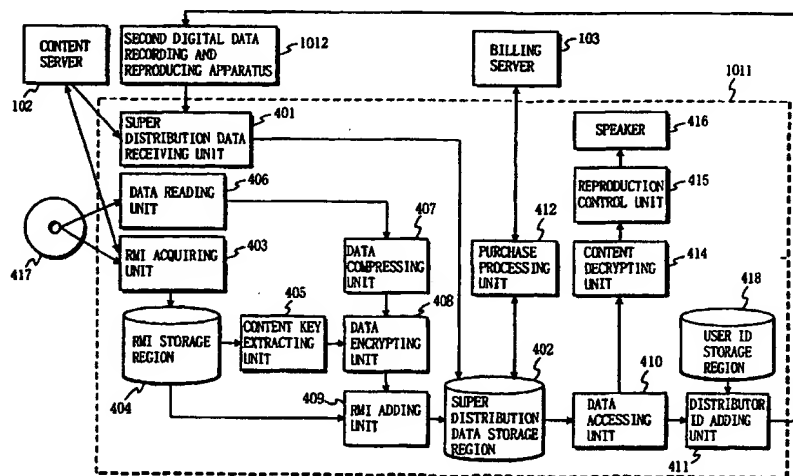 CONTENT
SERVER
102
SECOND DIGITAL DATA
RECORDING AND
REPRODUCING APPARATUS
1012
BILLING
SERVER
103
1011
SUPER
DISTRIBUTION DATA
RECEIVING UNIT
401
SPEAKER
416
DATA READING
UNIT
406
REPRODUCTION
CONTROL UNIT
415
417
RMI ACQUIRING
UNIT
403
407
DATA
COMPRESSING
UNIT
412
PURCHASE
PROCESSING
UNIT
CONTENT
DECRYPTING
UNIT
414
418
USER ID
STORAGE
REGION
RMI STORAGE
REGION
404
405
CONTENT KEY
EXTRACTING
UNIT
DATA
ENCRYPTING
UNIT
408
402
SUPER
DISTRIBUTION
DATA STORAGE
REGION
409
RMI ADDING
UNIT
410
DATA
ACCESSING
UNIT
DISTRIBUTOR
ID ADDING
UNIT
411